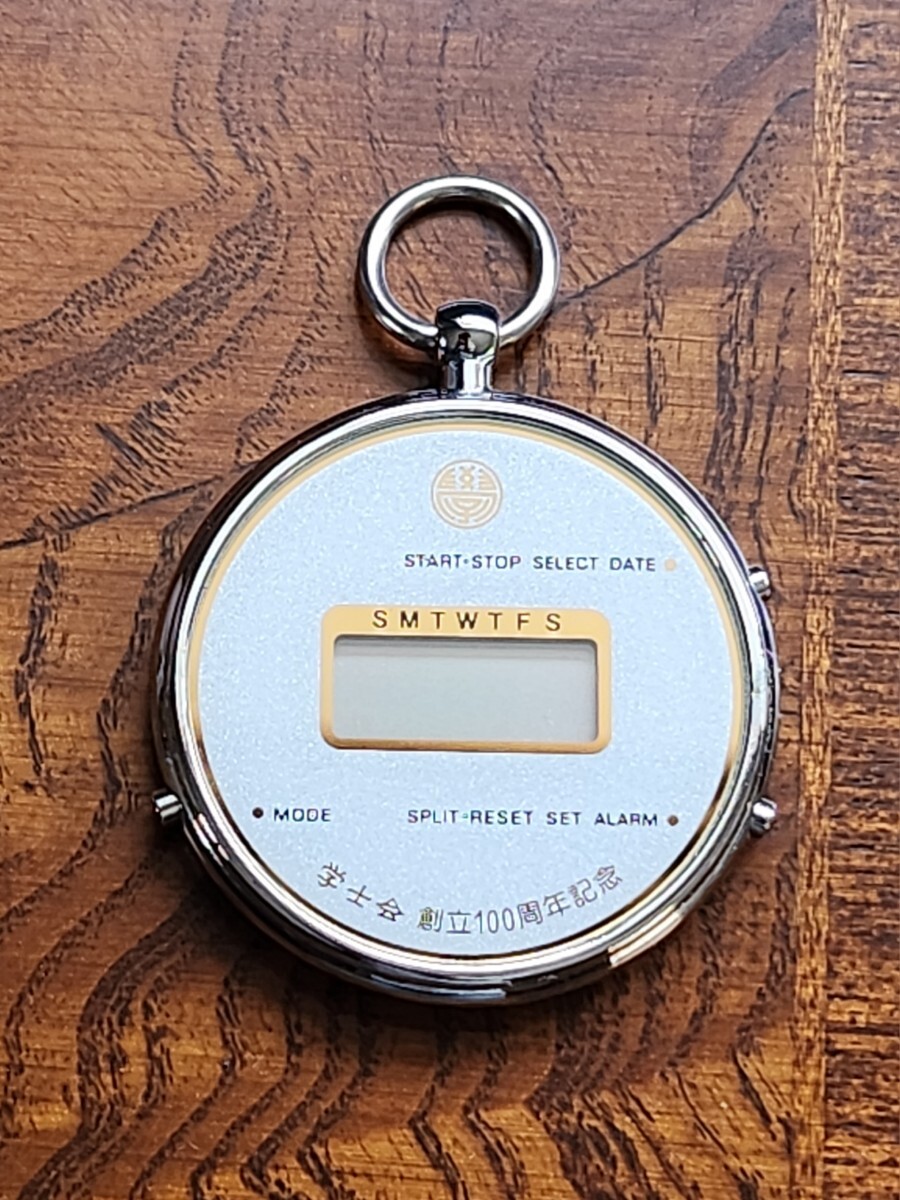 START•STOP SELECT DATE
S M T W T F S
MODE
SPLIT•RESET SET ALARM
学士会 創立100周年記念